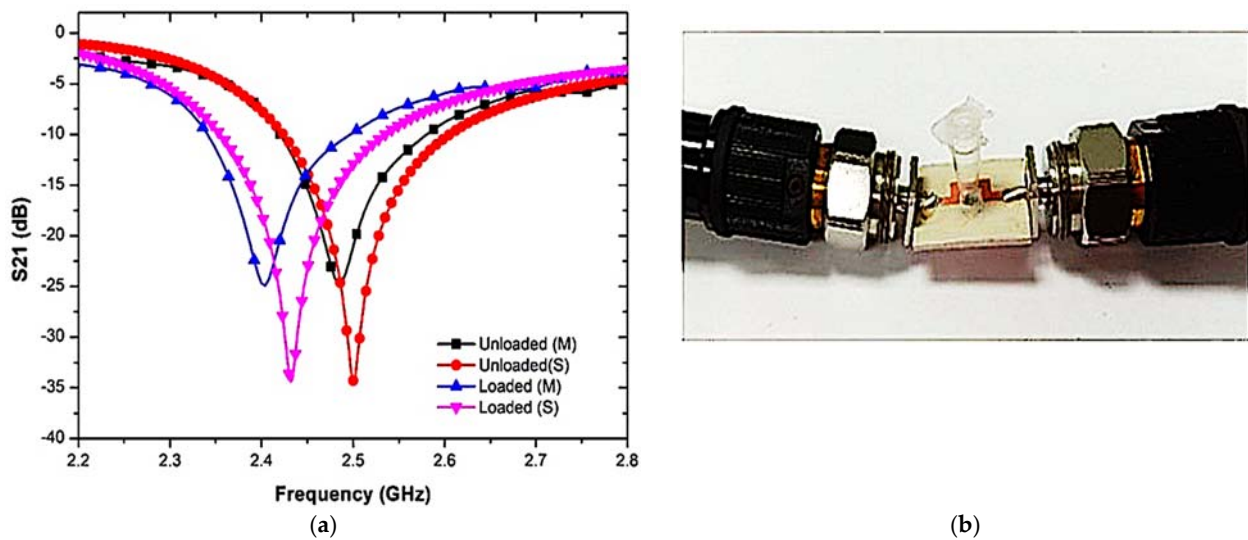 0
-5
-10
-15
-20
-25
-30
-35
-40
S21 (dB)
Unloaded (M)
Unloaded(S)
Loaded (M)
Loaded (S)
2.2 2.3 2.4 2.5 2.6 2.7 2.8
Frequency (GHz)
(a) (b)